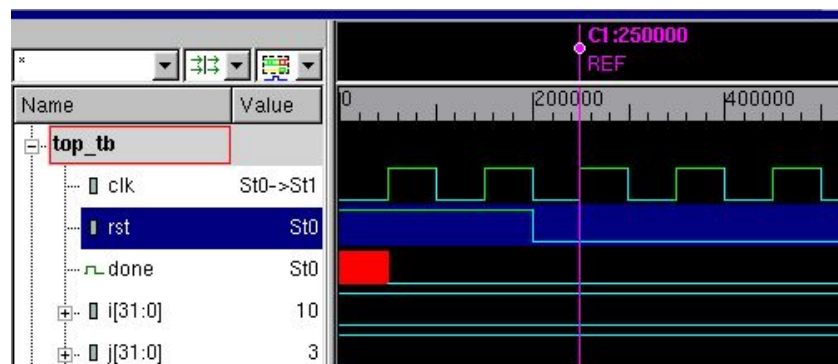 C1:250000
*
REF
Name Value 0 200000 400000
top_tb
clk St0->St1
rst St0
done St0
i[31:0] 10
j[31:0] 3